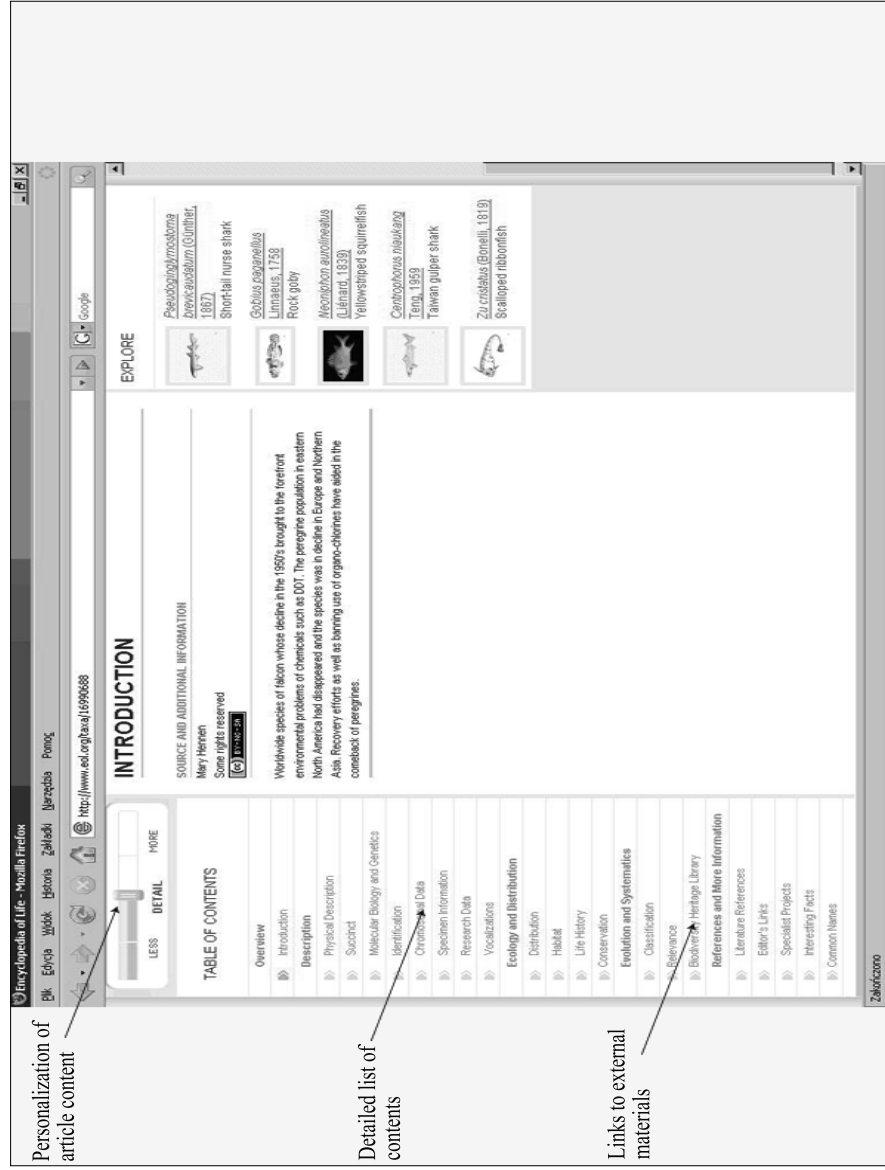 Encyclopedia of Life - Mozilla Firefox
Plik Edycja Widok Historia Zakładki Narzędzia Pomoc
http://www.eol.org/taxa/16990688
G Google
Personalization of
article content
LESS DETAIL MORE
Detailed list of
contents
Links to external
materials
TABLE OF CONTENTS
Overview
Introduction
Description
Physical Description
Succinct
Molecular Biology and Genetics
Identification
Chromosomal Data
Specimen Information
Research Data
Vocalizations
Ecology and Distribution
Distribution
Habitat
Life History
Conservation
Evolution and Systematics
Classification
Relevance
Biodiversity Heritage Library
References and More Information
Literature References
Editor's Links
Specialist Projects
Interesting Facts
Common Names
INTRODUCTION
SOURCE AND ADDITIONAL INFORMATION
Mary Hennen
Some rights reserved
(cc) BY-NC-SA
Worldwide species of falcon whose decline in the 1950's brought to the forefront
environmental problems of chemicals such as DDT. The peregrine population in eastern
North America had disappeared and the species was in decline in Europe and Northern
Asia. Recovery efforts as well as banning use of organo-chlorines have aided in the
comeback of peregrines.
EXPLORE
Pseudoginglymostoma
brevicaudatum (Günther,
1867)
Short-tail nurse shark
Gobius paganellus
Linnaeus, 1758
Rock goby
Neoniphon aurolineatus
(Liénard, 1839)
Yellowstriped squirrelfish
Centrophorus niaukang
Teng, 1959
Taiwan gulper shark
Zu cristatus (Bonelli, 1819)
Scalloped ribbonfish
Zakończono